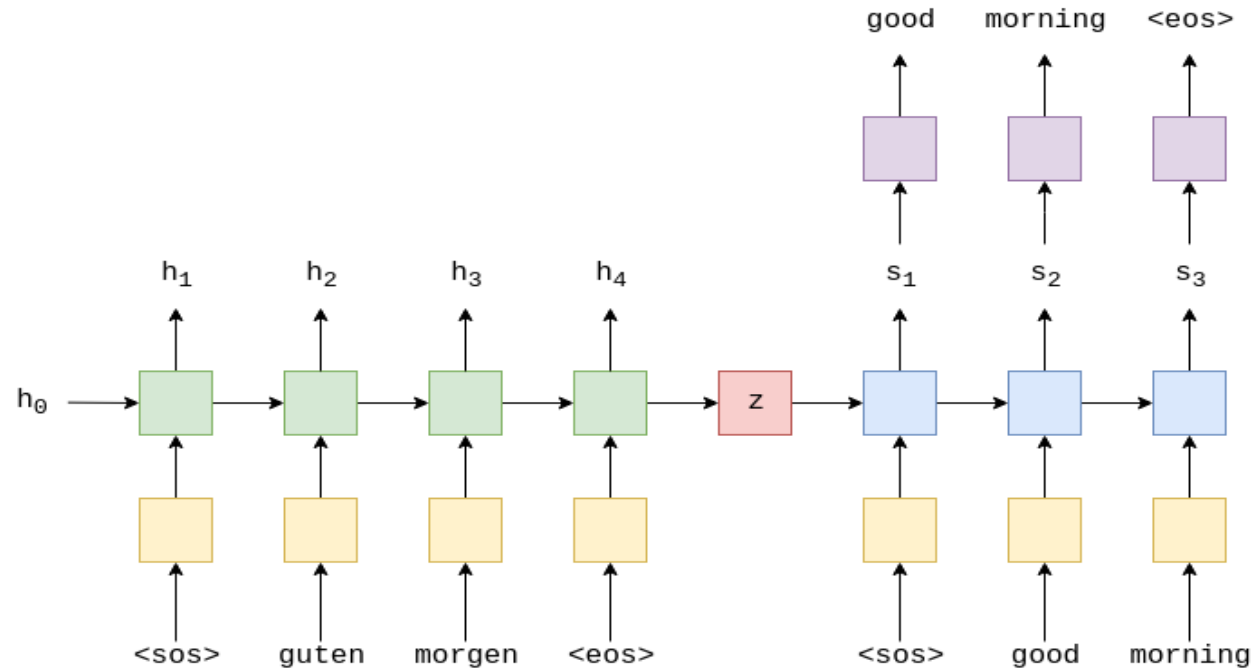 good morning <eos>
h₁ h₂ h₃ h₄ s₁ s₂ s₃
h₀ z
<sos> guten morgen <eos> <sos> good morning